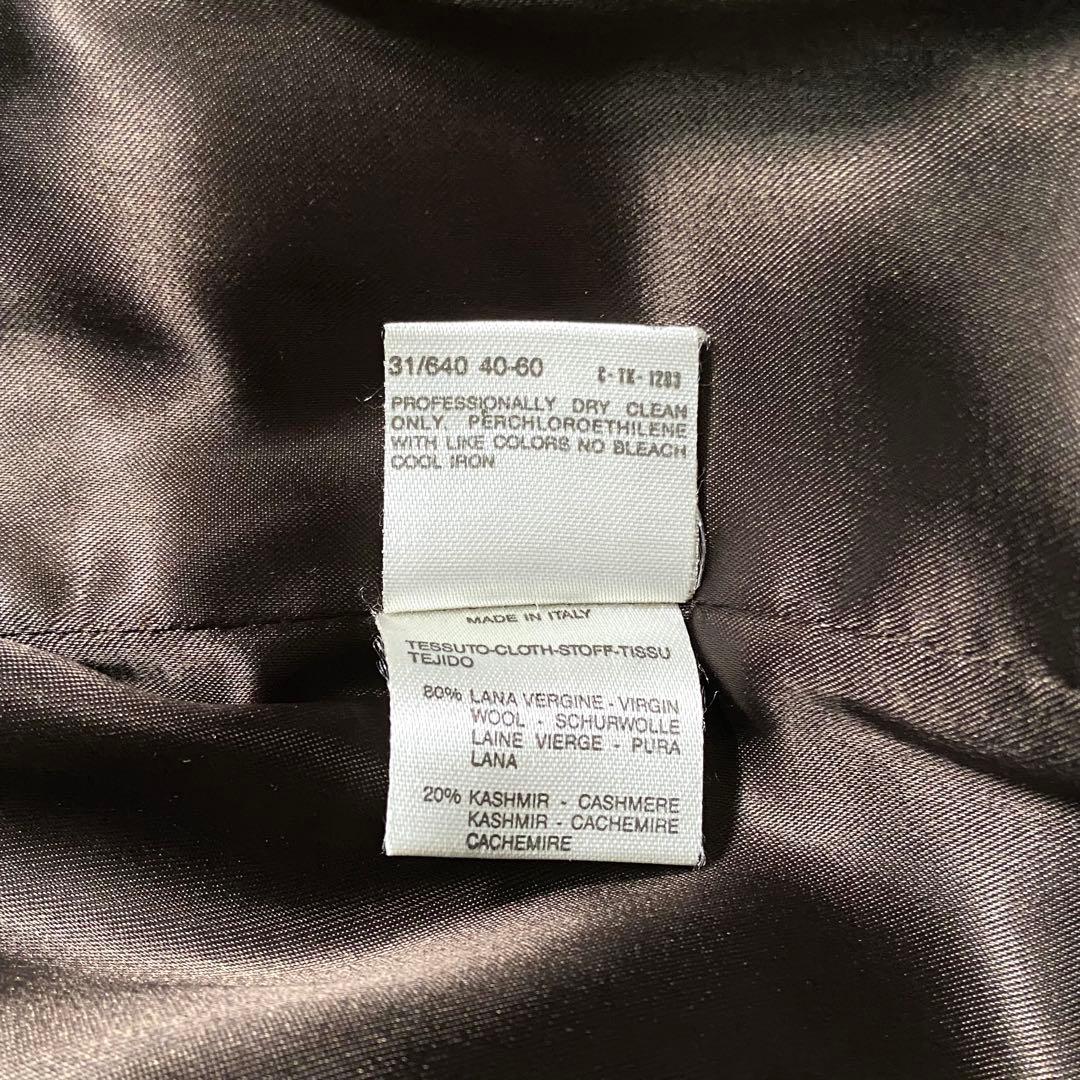 31/640 40-60 C-TK-1283
PROFESSIONALLY DRY CLEAN
ONLY PERCHLOROETHILENE
WITH LIKE COLORS NO BLEACH
COOL IRON
MADE IN ITALY
TESSUTO-CLOTH-STOFF-TISSU
TEJIDO
80% LANA VERGINE - VIRGIN
WOOL - SCHURWOLLE
LAINE VIERGE - PURA
LANA
20% KASHMIR - CASHMERE
KASHMIR - CACHEMIRE
CACHEMIRE